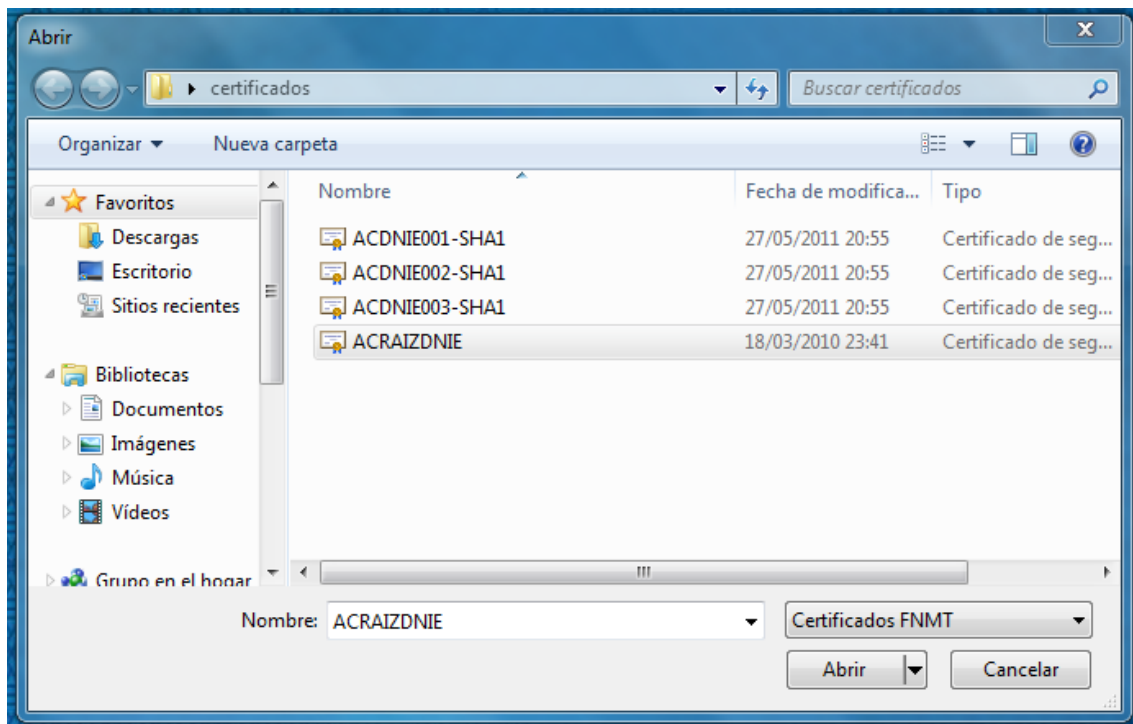 Abrir
certificados
Buscar certificados
Organizar
Nueva carpeta
Favoritos
Descargas
Escritorio
Sitios recientes
Bibliotecas
Documentos
Imágenes
Música
Vídeos
Grupo en el hogar
Nombre Fecha de modifica... Tipo
ACDNIE001-SHA1 27/05/2011 20:55 Certificado de seg...
ACDNIE002-SHA1 27/05/2011 20:55 Certificado de seg...
ACDNIE003-SHA1 27/05/2011 20:55 Certificado de seg...
ACRAIZDNIE 18/03/2010 23:41 Certificado de seg...
Nombre: ACRAIZDNIE
Certificados FNMT
Abrir
Cancelar